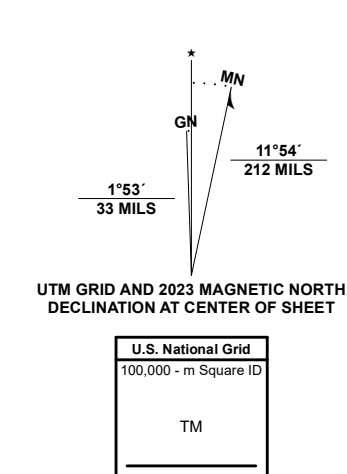 MN
GN
11°54´
212 MILS
1°53´
33 MILS
UTM GRID AND 2023 MAGNETIC NORTH
DECLINATION AT CENTER OF SHEET
U.S. National Grid
100,000 - m Square ID
TM